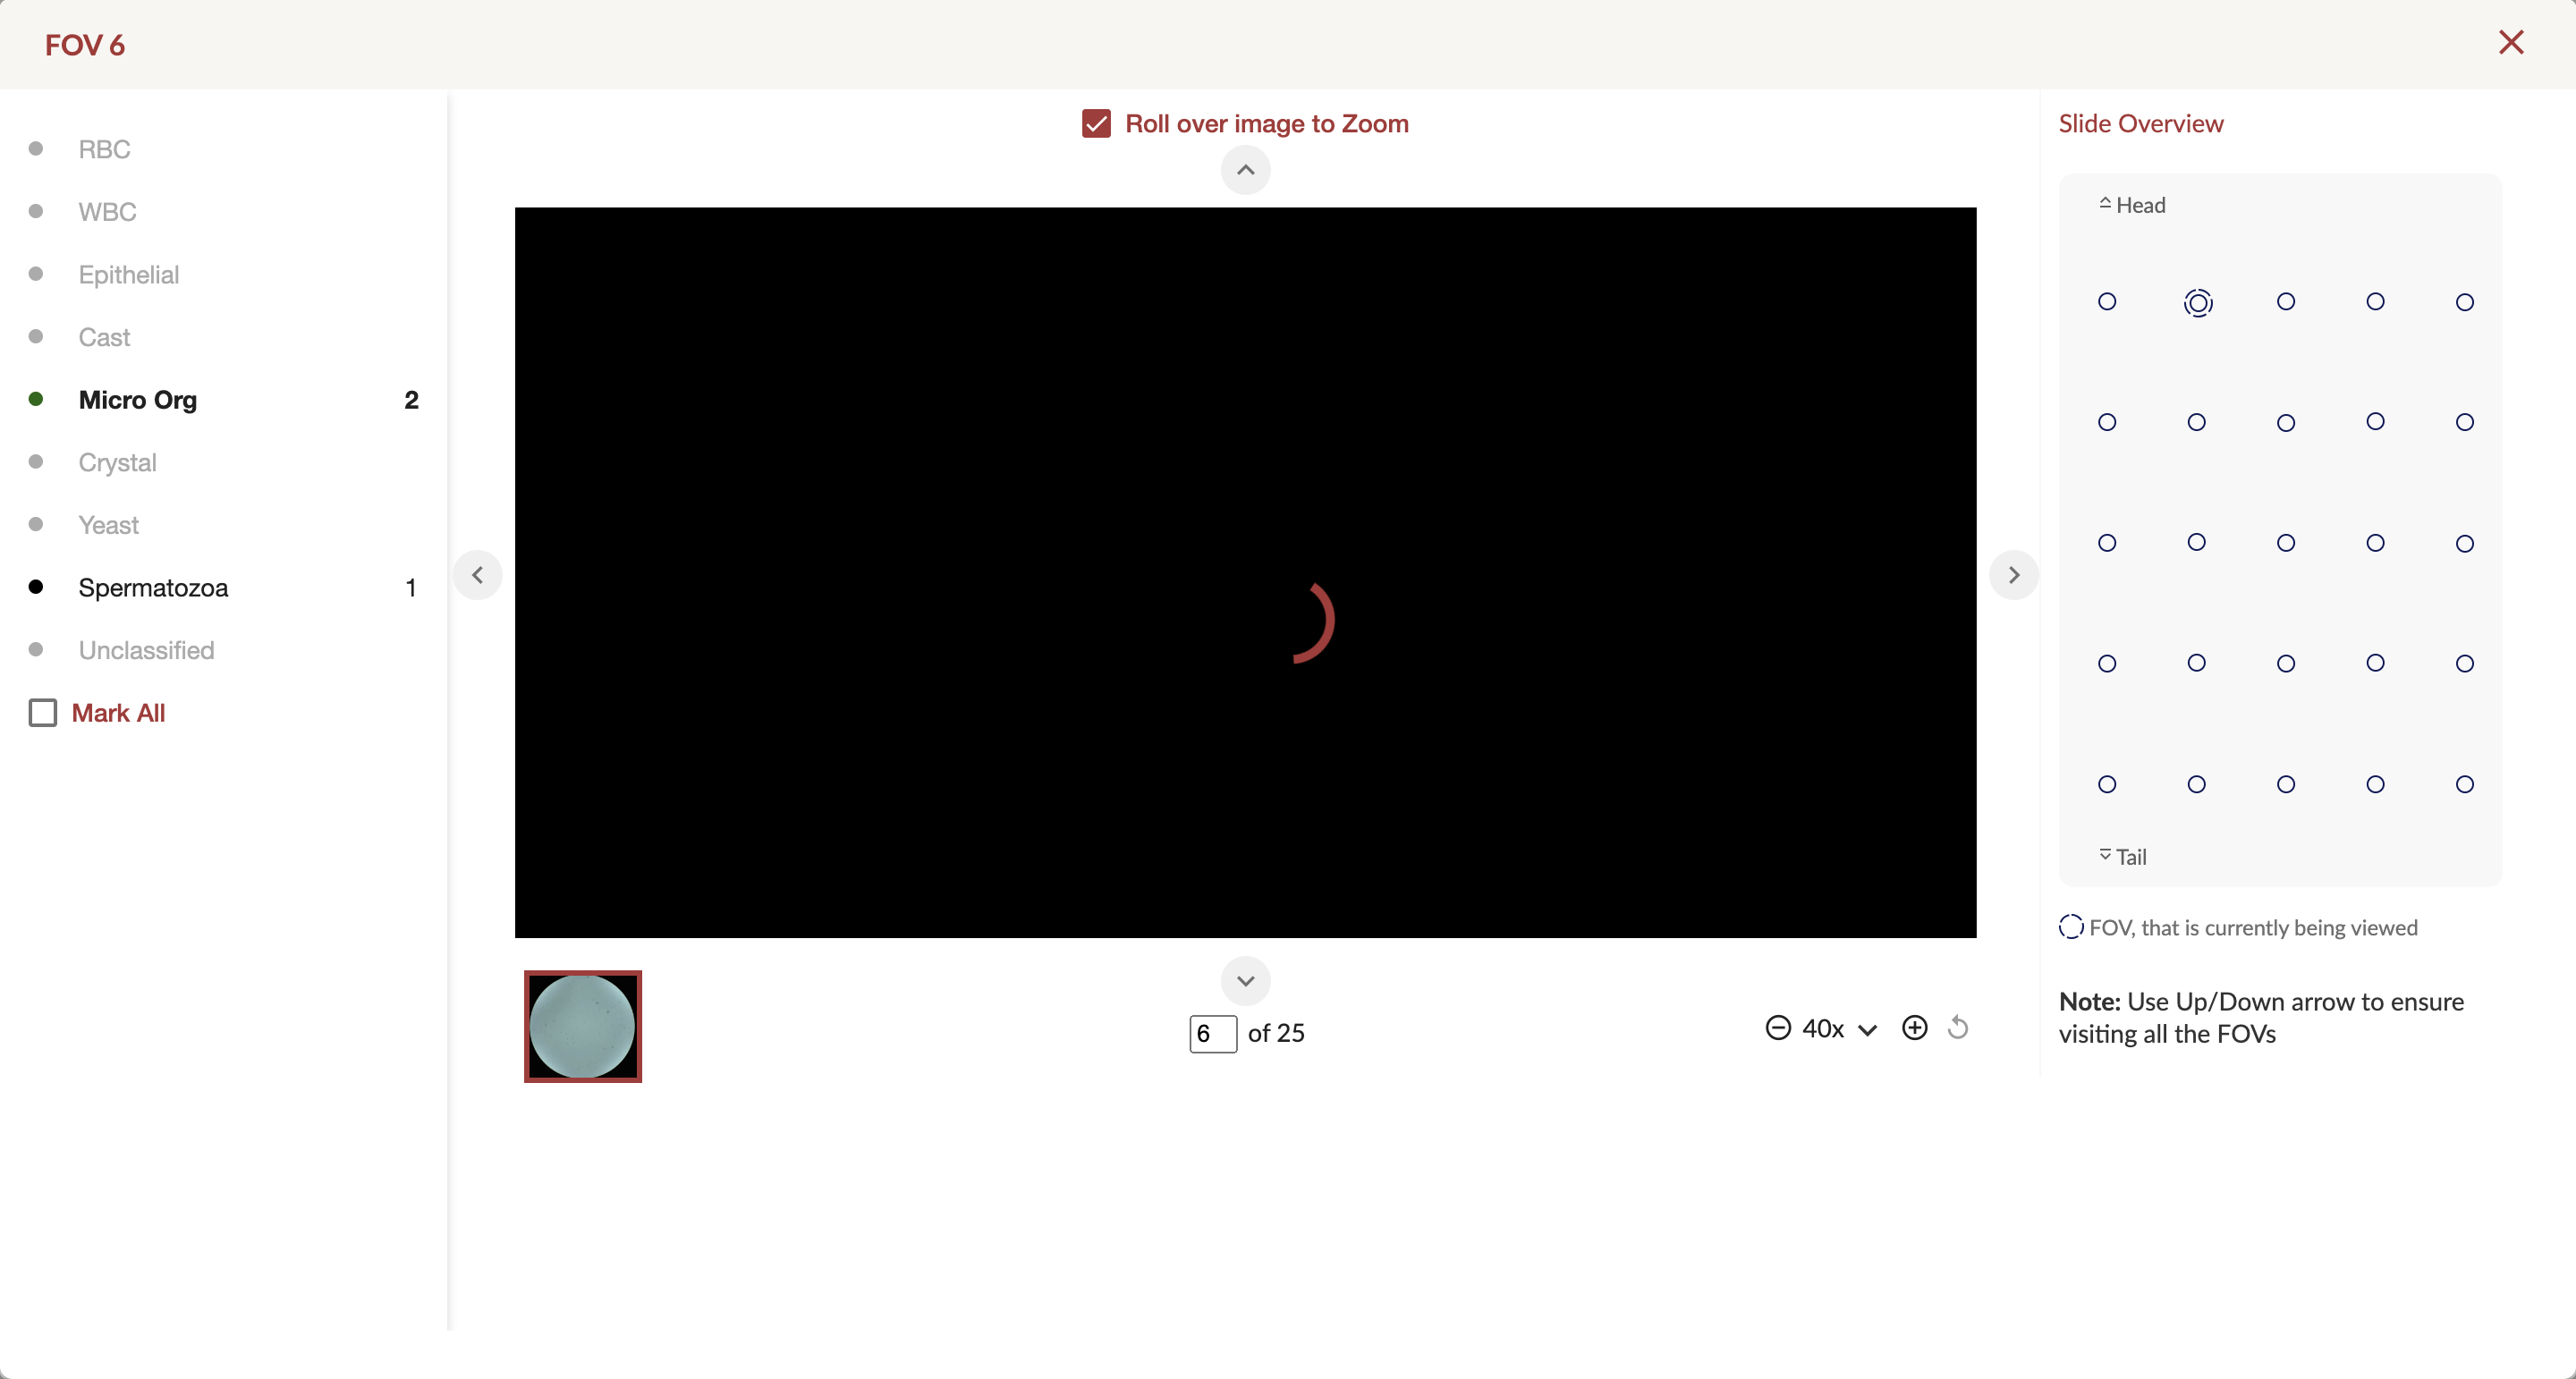 FOV 6
RBC
WBC
Epithelial
Cast
Micro Org 2
Crystal
Yeast
Spermatozoa 1
Unclassified
Mark All
Roll over image to Zoom
6 of 25
40x
Slide Overview
Head
Tail
FOV, that is currently being viewed
Note: Use Up/Down arrow to ensure
visiting all the FOVs